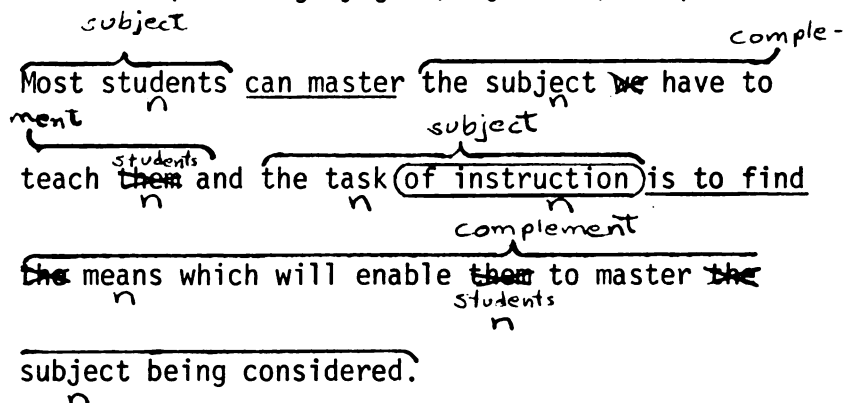 subject
comple-
Most students can master the subject we have to
n n
ment
subject
students
teach them and the task of instruction is to find
n n n
complement
the means which will enable them to master the
n students
n
subject being considered.
n